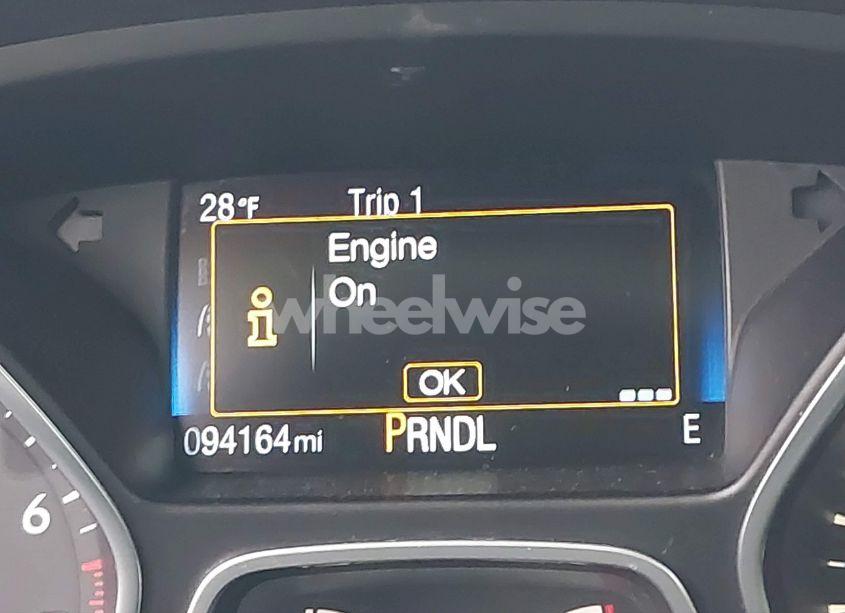 28°F Trip 1
Engine
On
wheelwise
OK
094164mi PRNDL E
6